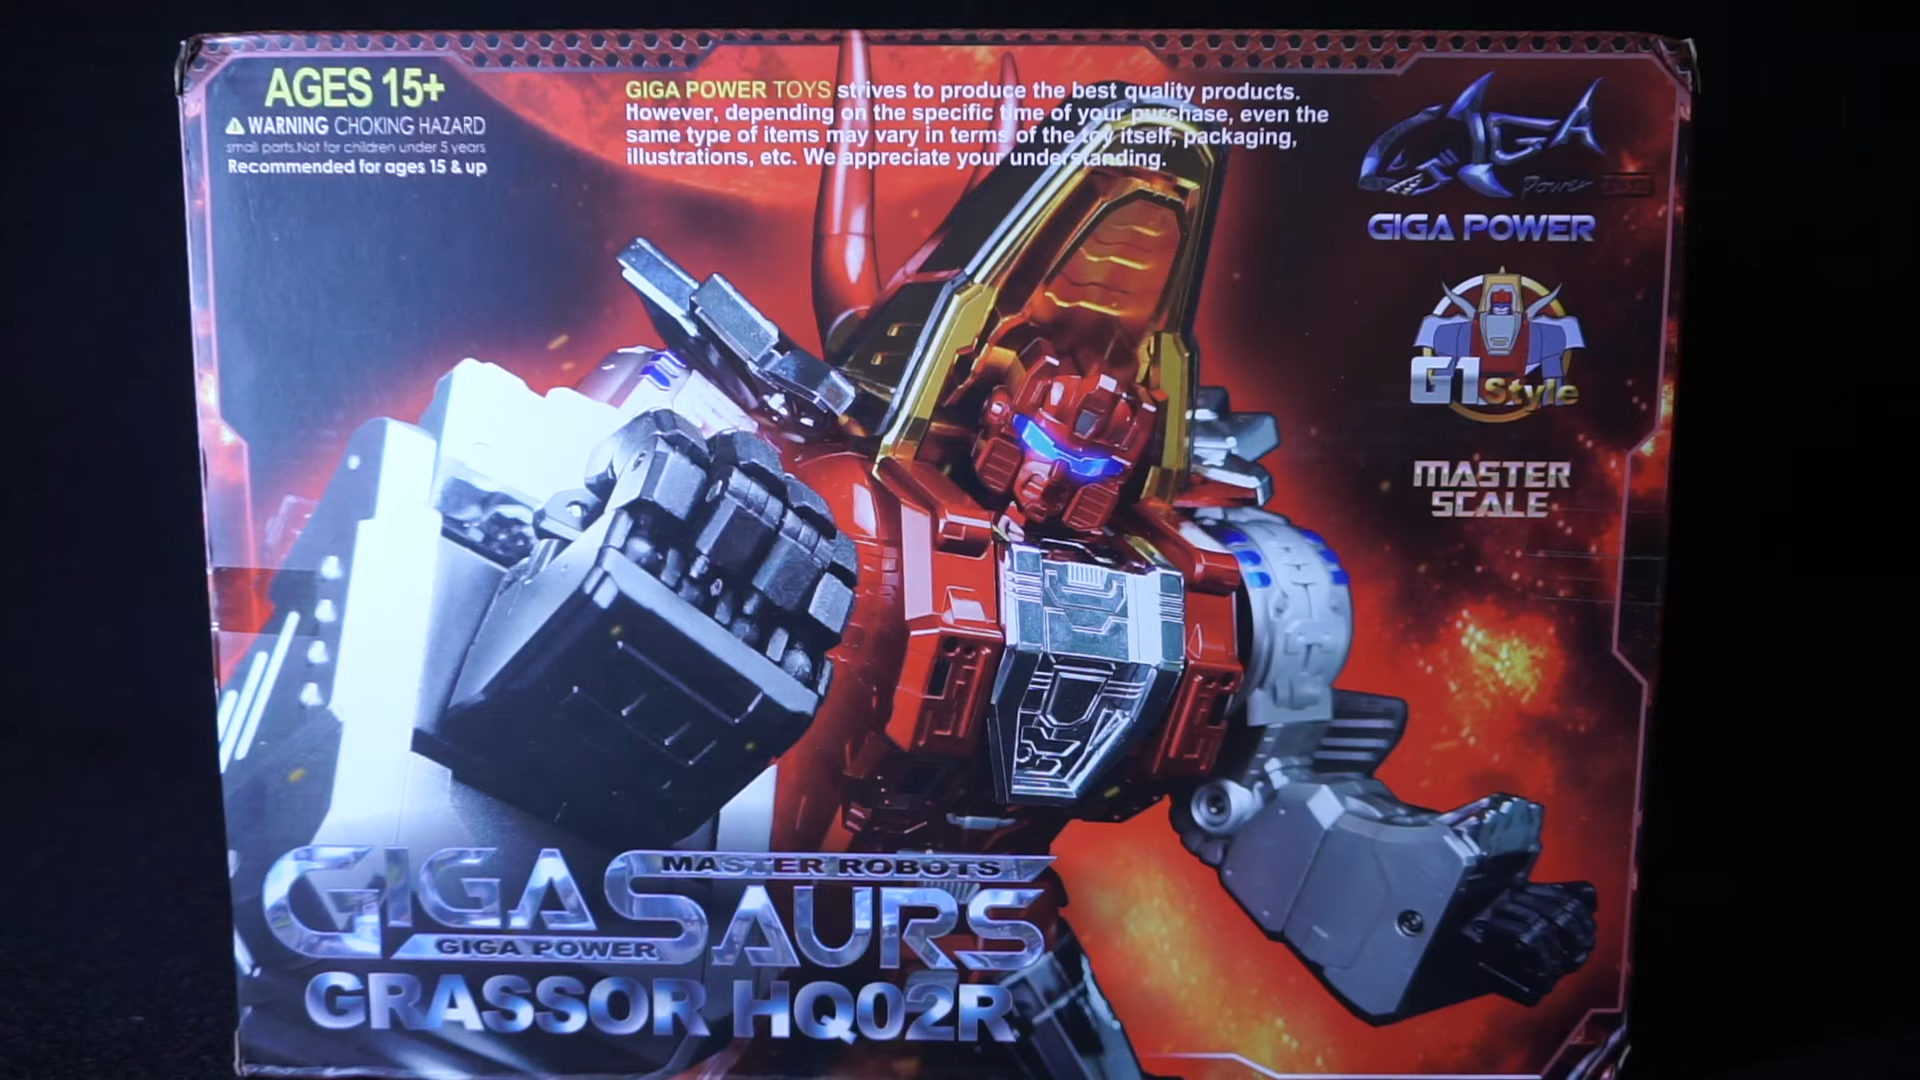 AGES 15+
WARNING CHOKING HAZARD
small parts.Not for children under 5 years
Recommended for ages 15 & up
GIGA POWER TOYS strives to produce the best quality products.
However, depending on the specific time of your purchase, even the
same type of items may vary in terms of the toy itself, packaging,
illustrations, etc. We appreciate your understanding.
GIGA
Power
GIGA POWER
G1 Style
MASTER
SCALE
MASTER ROBOTS
GIGASAURS
GIGA POWER
GRASSOR HQ02R